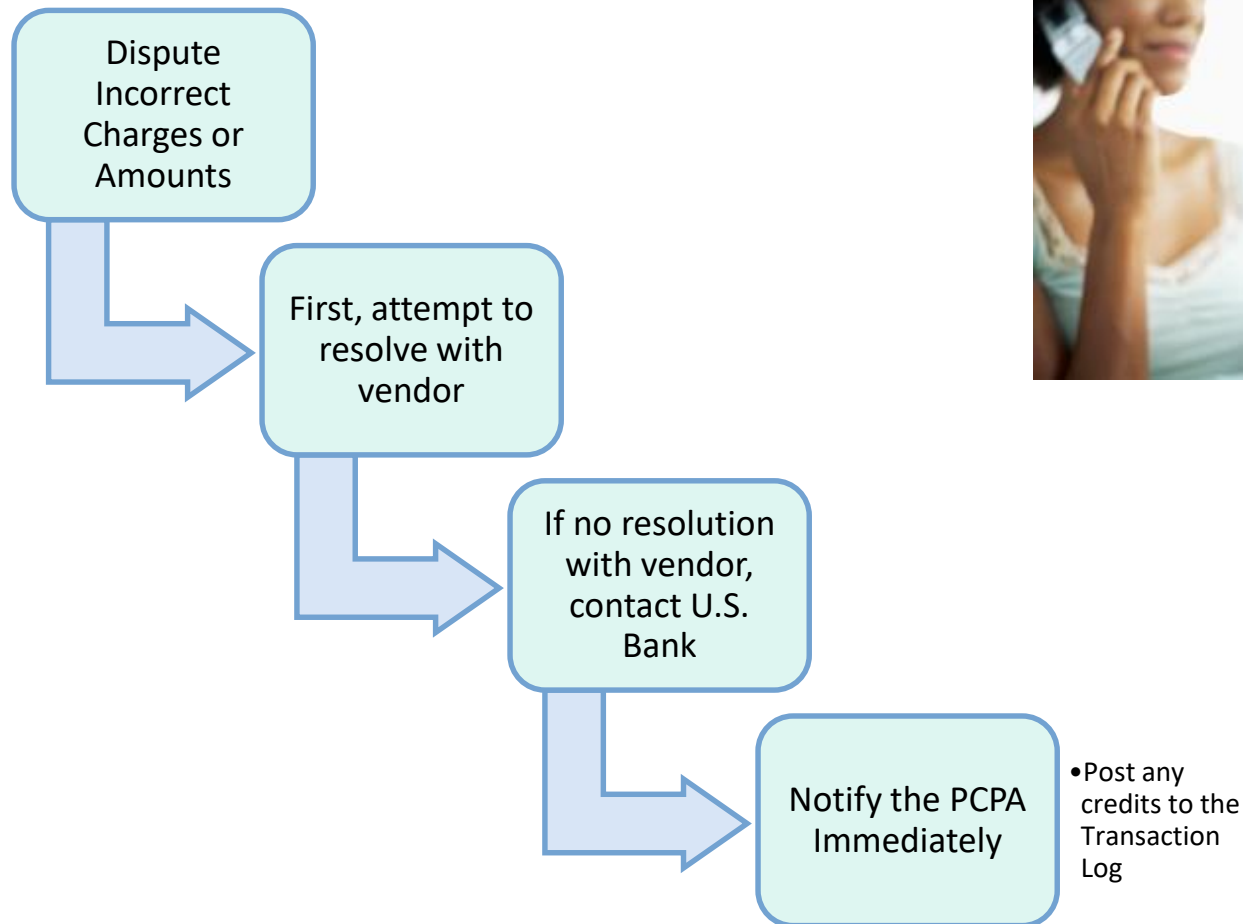 Dispute
Incorrect
Charges or
Amounts
First, attempt to
resolve with
vendor
If no resolution
with vendor,
contact U.S.
Bank
Notify the PCPA
Immediately
•Post any
credits to the
Transaction
Log